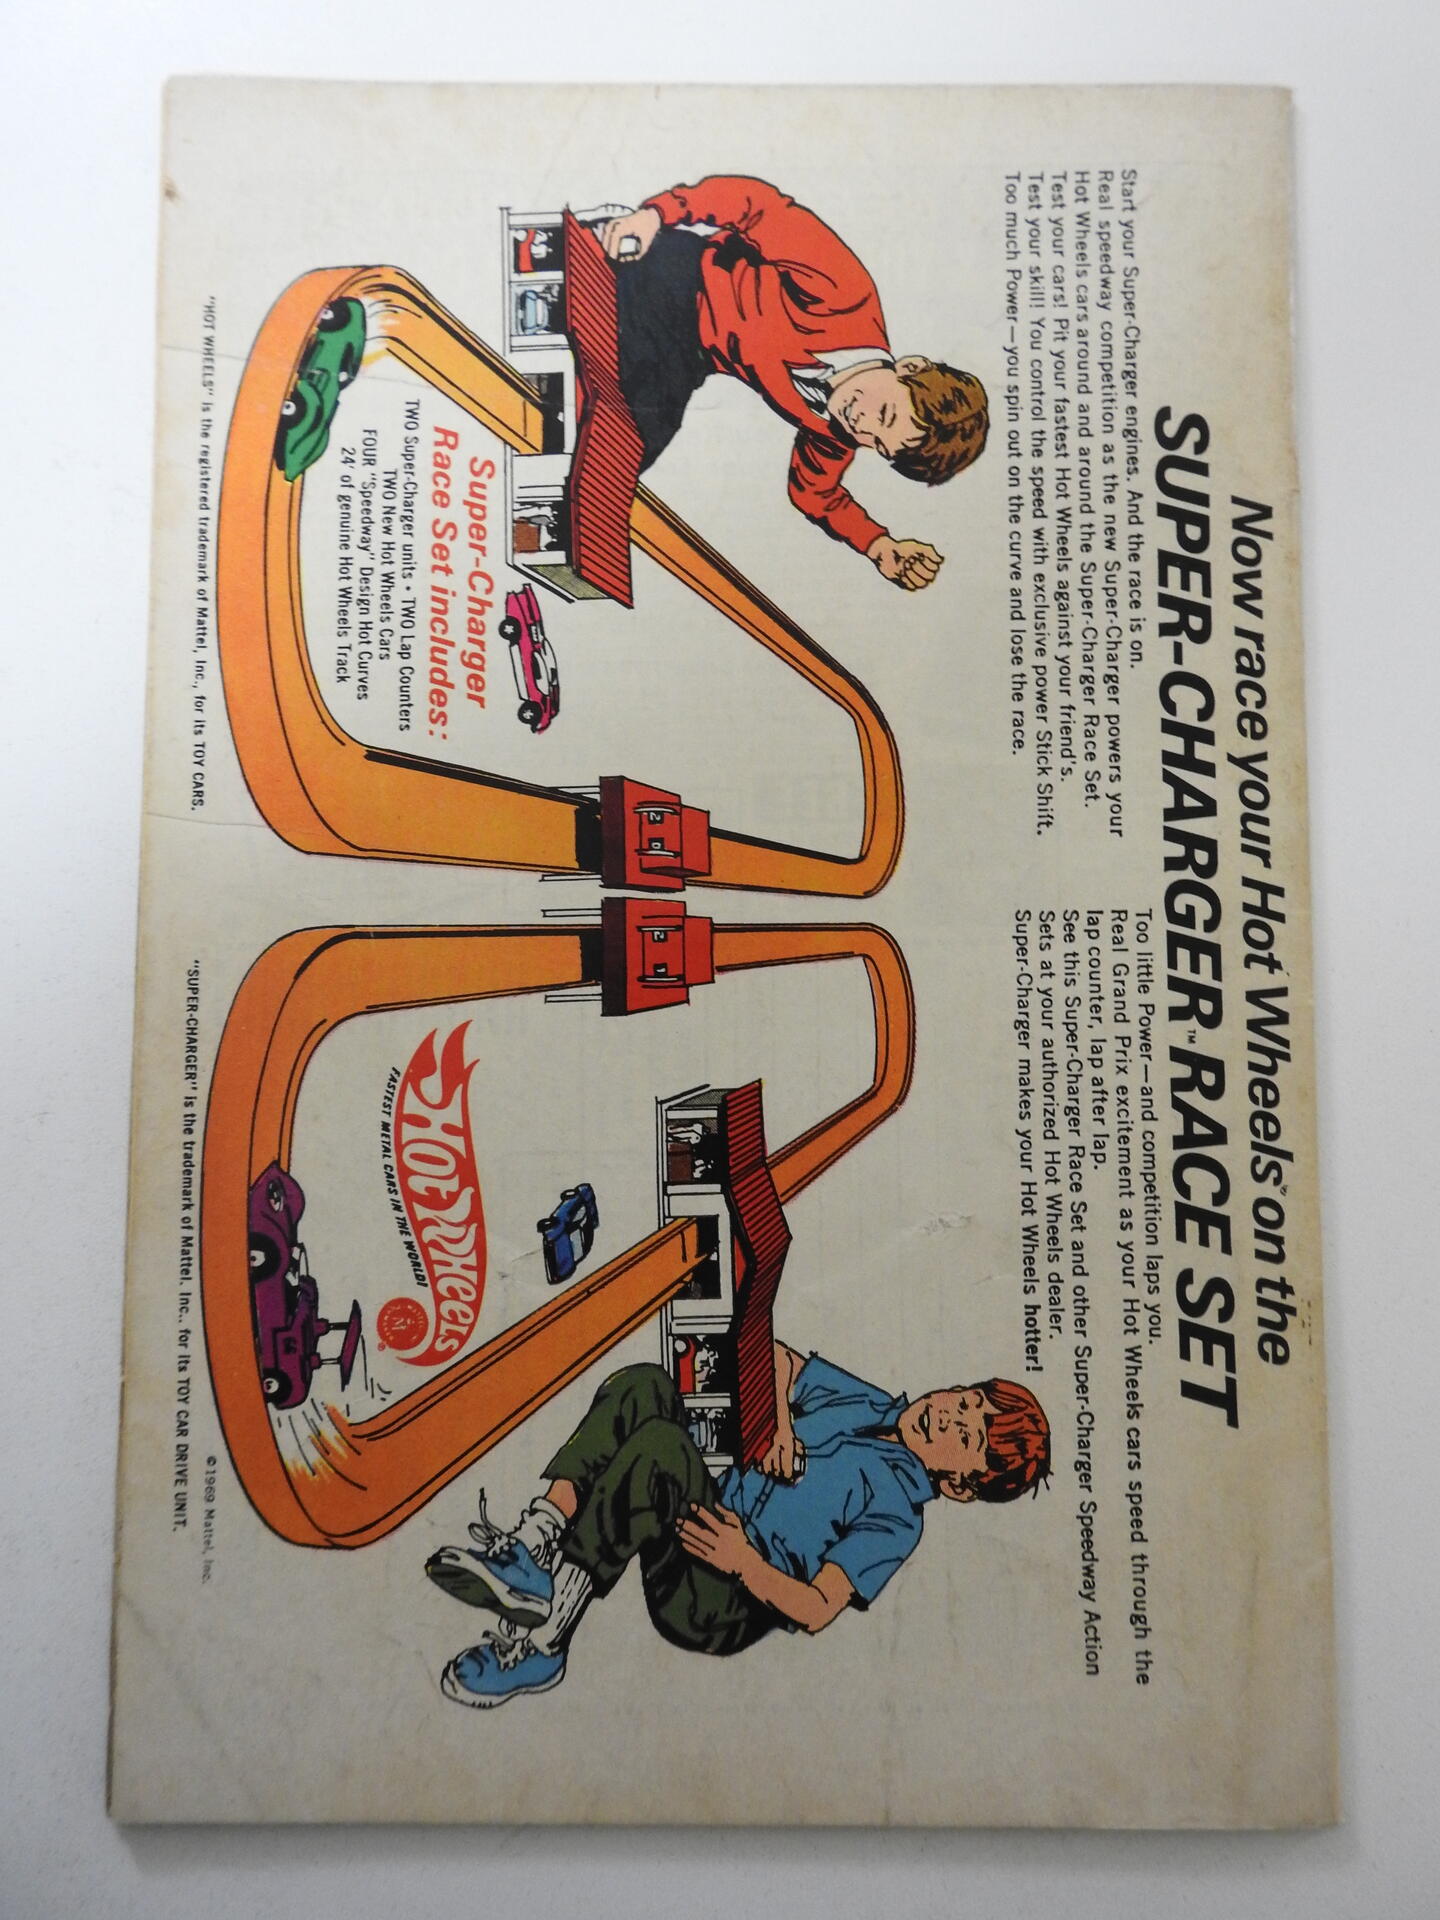 Now race your Hot Wheels® on the
SUPER-CHARGER™ RACE SET
Start your Super-Charger engines. And the race is on.
Real speedway competition as the new Super-Charger powers your
Hot Wheels cars around and around the Super-Charger Race Set.
Test your cars! Pit your fastest Hot Wheels against your friend's.
Test your skill! You control the speed with exclusive power Stick Shift.
Too much Power—you spin out on the curve and lose the race.
Too little Power—and competition laps you.
Real Grand Prix excitement as your Hot Wheels cars speed through the
lap counter, lap after lap.
See this Super-Charger Race Set and other Super-Charger Speedway Action
Sets at your authorized Hot Wheels dealer.
Super-Charger makes your Hot Wheels hotter!
2 0
2 1
Super-Charger
Race Set includes:
TWO Super-Charger units • TWO Lap Counters
TWO New Hot Wheels Cars
FOUR "Speedway" Design Hot Curves
24' of genuine Hot Wheels Track
HOT WHEELS
FASTEST METAL CARS IN THE WORLD!
M
®
"HOT WHEELS" is the registered trademark of Mattel, Inc., for its TOY CARS.
"SUPER-CHARGER" is the trademark of Mattel, Inc., for its TOY CAR DRIVE UNIT.
©1969 Mattel, Inc.